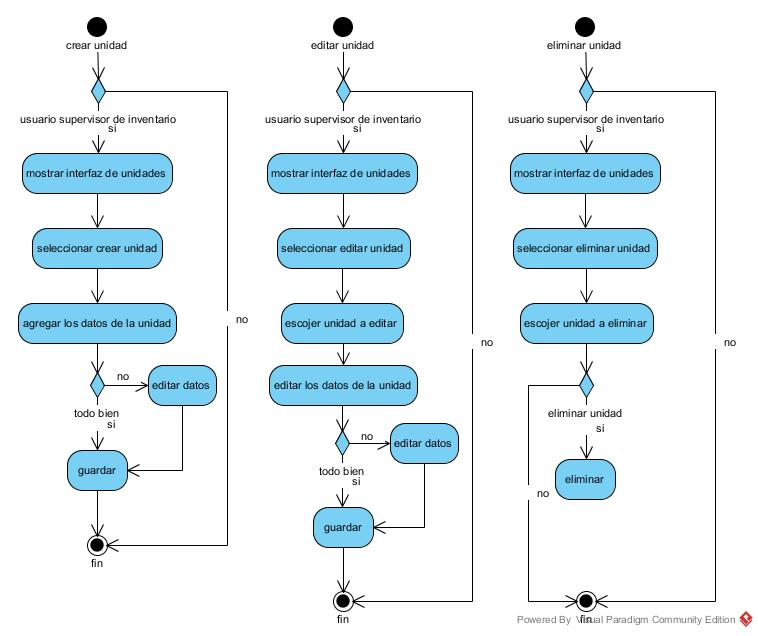 crear unidad
usuario supervisor de inventario
si
mostrar interfaz de unidades
seleccionar crear unidad
agregar los datos de la unidad
no
no
editar datos
todo bien
si
guardar
fin
editar unidad
usuario supervisor de inventario
si
mostrar interfaz de unidades
seleccionar editar unidad
escojer unidad a editar
no
editar los datos de la unidad
no
editar datos
todo bien
si
guardar
fin
eliminar unidad
usuario supervisor de inventario
si
mostrar interfaz de unidades
seleccionar eliminar unidad
escojer unidad a eliminar
no
eliminar unidad
si
eliminar
no
fin
Powered By Visual Paradigm Community Edition